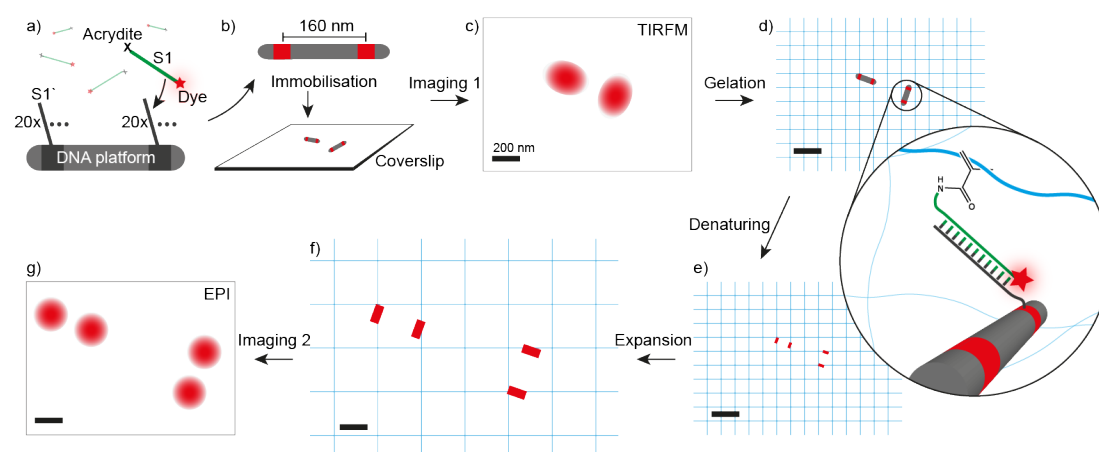 a)
Acrydite
X
S1
Dye
S1`
20x
20x
DNA platform
b)
160 nm
Immobilisation
Coverslip
Imaging 1
c)
TIRFM
200 nm
Gelation
d)
H
N
O
Denaturing
e)
Expansion
f)
Imaging 2
g)
EPI